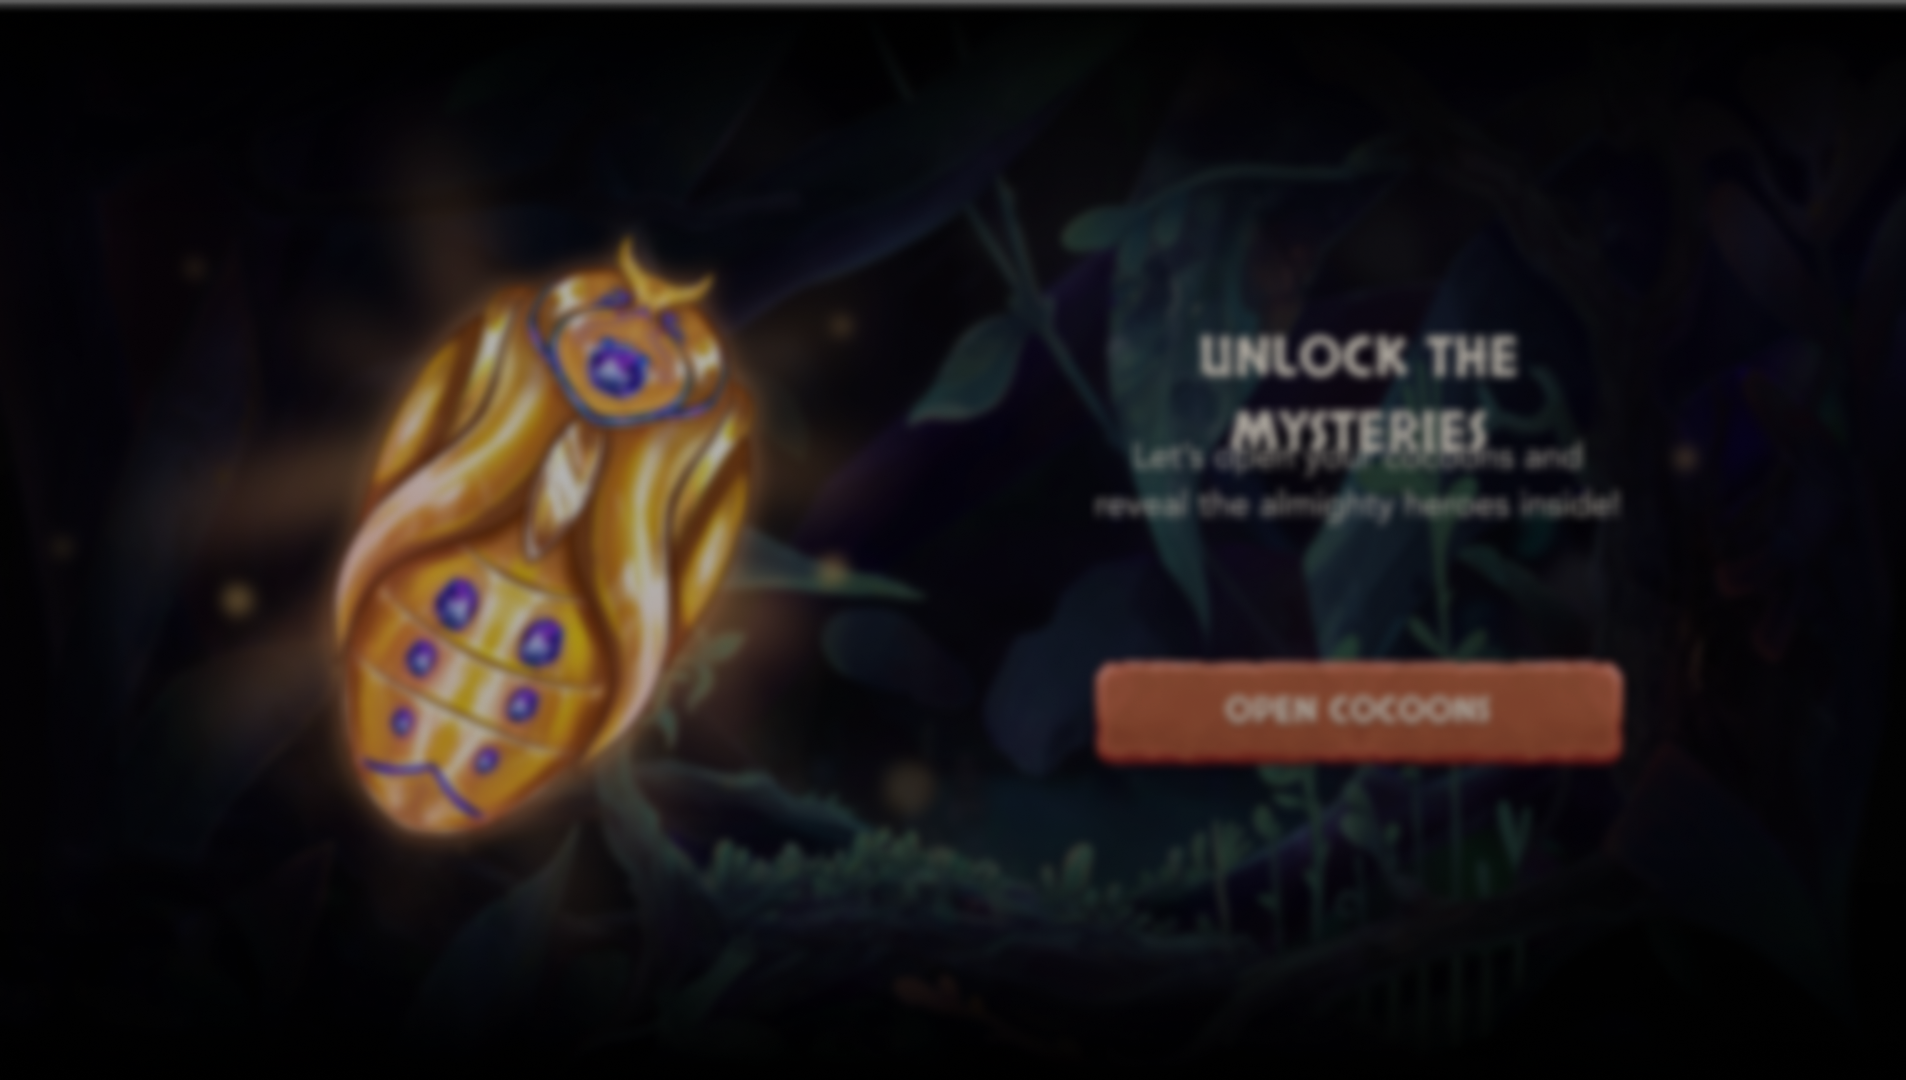 UNLOCK THE
MYSTERIES
Let's open your cocoons and
reveal the almighty heroes inside!
OPEN COCOONS